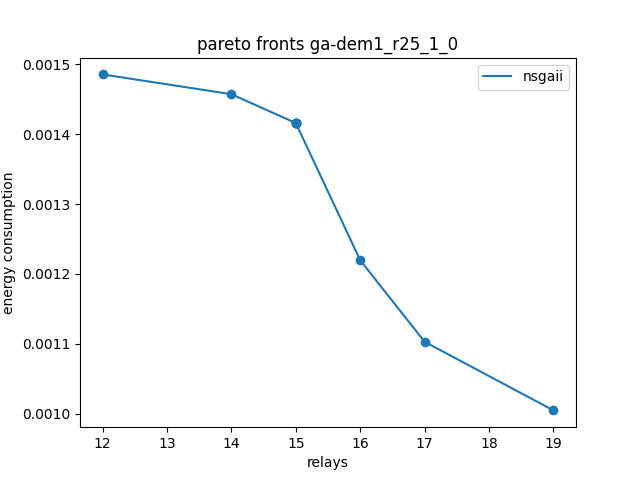 pareto fronts ga-dem1_r25_1_0
nsgaii
energy consumption
0.0015
0.0014
0.0013
0.0012
0.0011
0.0010
12 13 14 15 16 17 18 19
relays